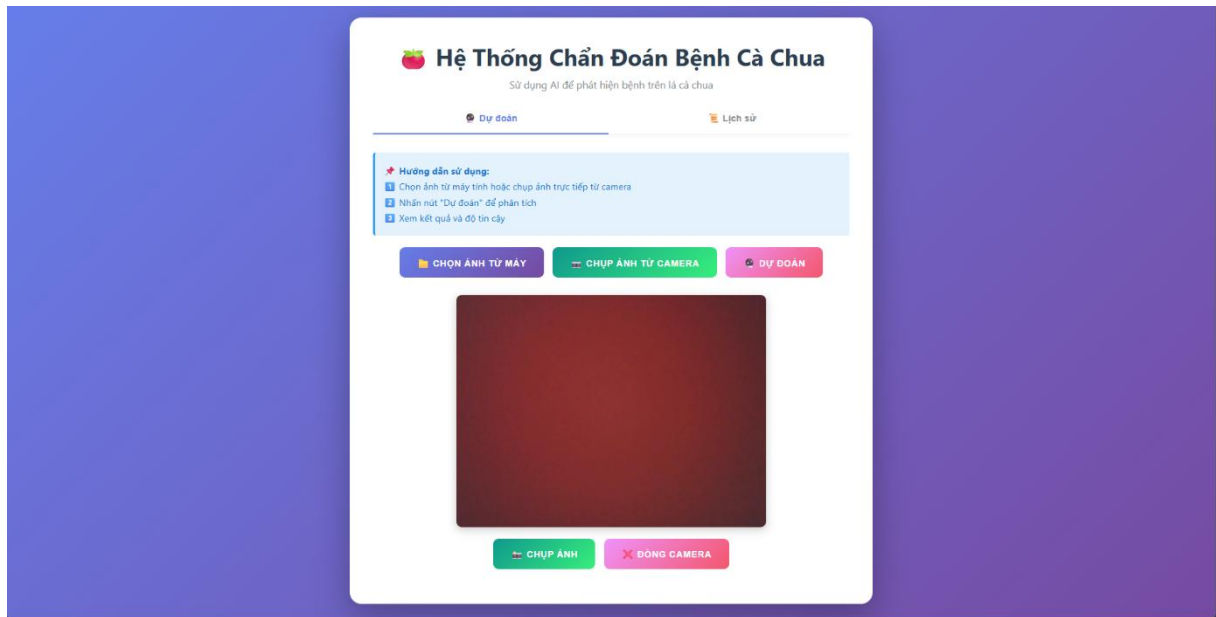 Hệ Thống Chẩn Đoán Bệnh Cà Chua
Sử dụng AI để phát hiện bệnh trên lá cà chua
Dự đoán
Lịch sử
Hướng dẫn sử dụng:
1 Chọn ảnh từ máy tính hoặc chụp ảnh trực tiếp từ camera
2 Nhấn nút "Dự đoán" để phân tích
3 Xem kết quả và độ tin cậy
CHỌN ẢNH TỪ MÁY
CHỤP ẢNH TỪ CAMERA
DỰ ĐOÁN
CHỤP ẢNH
ĐÓNG CAMERA